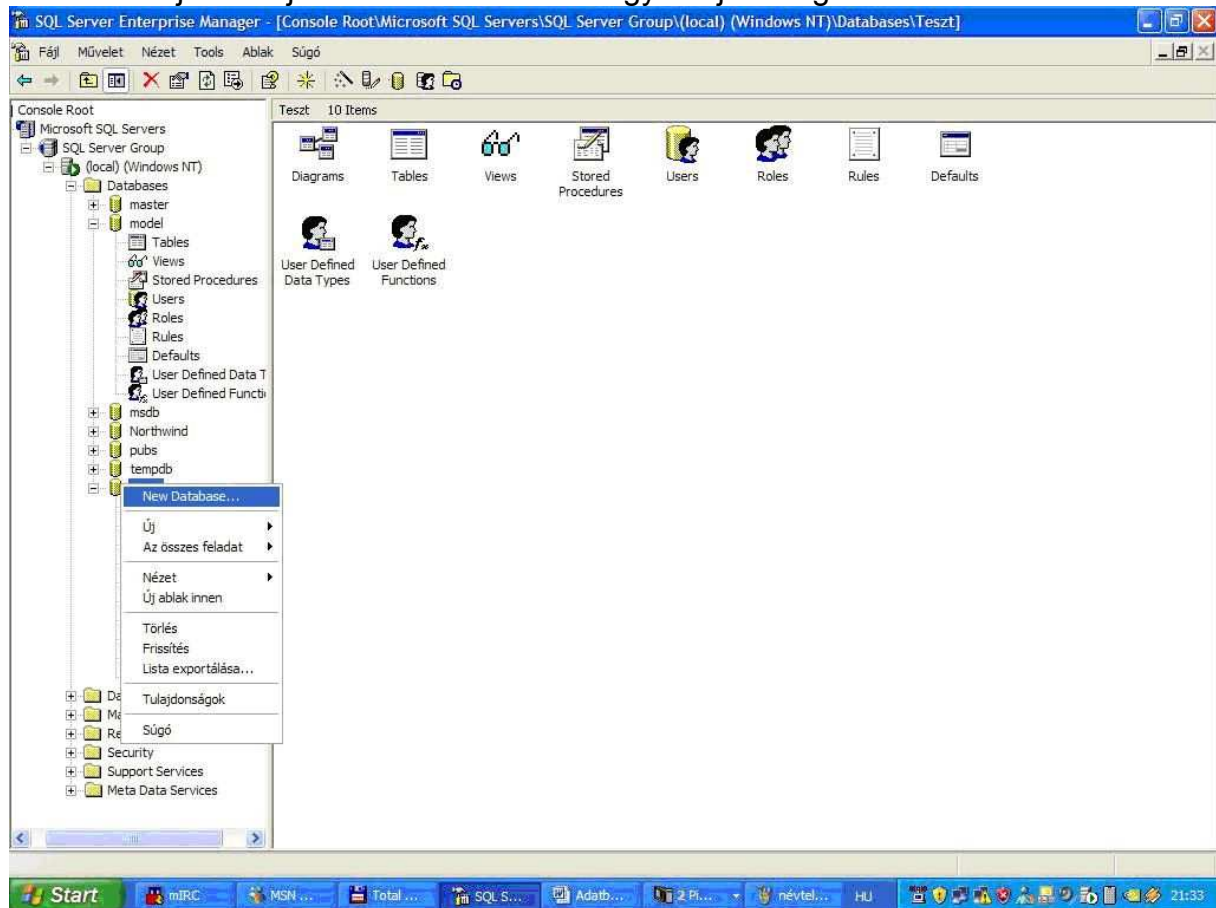 SQL Server Enterprise Manager - [Console Root\Microsoft SQL Servers\SQL Server Group\(local) (Windows NT)\Databases\Teszt]
Fájl Művelet Nézet Tools Ablak Súgó
Console Root
Teszt 10 Items
Microsoft SQL Servers
SQL Server Group
(local) (Windows NT)
Databases
master
model
Tables
Views
Stored Procedures
Users
Roles
Rules
Defaults
User Defined Data T
User Defined Functi
msdb
Northwind
pubs
tempdb
New Database...
Új
Az összes feladat
Nézet
Új ablak innen
Törlés
Frissítés
Lista exportálása...
Tulajdonságok
Súgó
Da
Ma
Re
Security
Support Services
Meta Data Services
Diagrams
Tables
Views
Stored Procedures
Users
Roles
Rules
Defaults
User Defined Data Types
User Defined Functions
Start mIRC MSN ... Total ... SQL S... Adatb... 2 Pi... névtel... HU 21:33